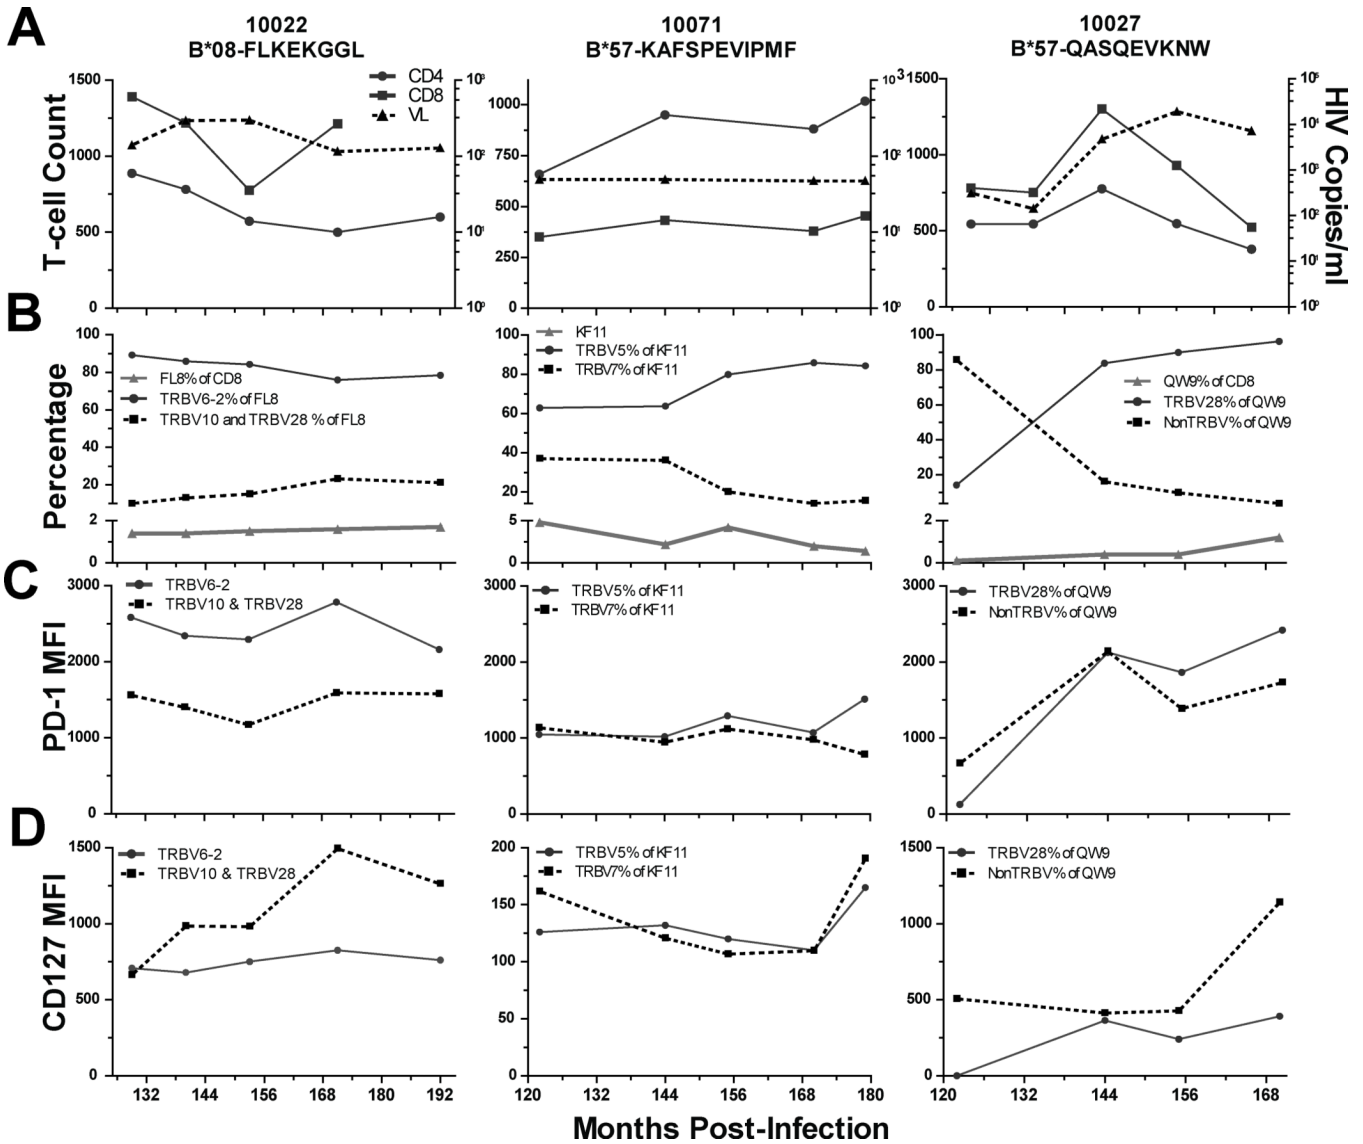 A
10022
B*08-FLKEKGGL
10071
B*57-KAFSPEVIPMF
10027
B*57-QASQEVKNW
T-cell Count
1500
1000
500
0
CD4
CD8
VL
10³
10²
10¹
10⁰
1000
750
500
250
0
10³
10²
10¹
10⁰
1500
1000
500
0
10⁵
10⁴
10³
10²
10¹
10⁰
HIV Copies/ml
B
Percentage
100
80
60
40
20
2
0
FL8% of CD8
TRBV6-2% of FL8
TRBV10 and TRBV28 % of FL8
100
80
60
40
20
5
0
KF11
TRBV5% of KF11
TRBV7% of KF11
100
80
60
40
20
2
0
QW9% of CD8
TRBV28% of QW9
NonTRBV% of QW9
C
PD-1 MFI
3000
2000
1000
0
TRBV6-2
TRBV10 & TRBV28
3000
2000
1000
0
TRBV5% of KF11
TRBV7% of KF11
3000
2000
1000
0
TRBV28% of QW9
NonTRBV% of QW9
D
CD127 MFI
1500
1000
500
0
TRBV6-2
TRBV10 & TRBV28
132 144 156 168 180 192
200
150
100
50
0
TRBV5% of KF11
TRBV7% of KF11
120 132 144 156 168 180
1500
1000
500
0
TRBV28% of QW9
NonTRBV% of QW9
120 132 144 156 168
Months Post-Infection